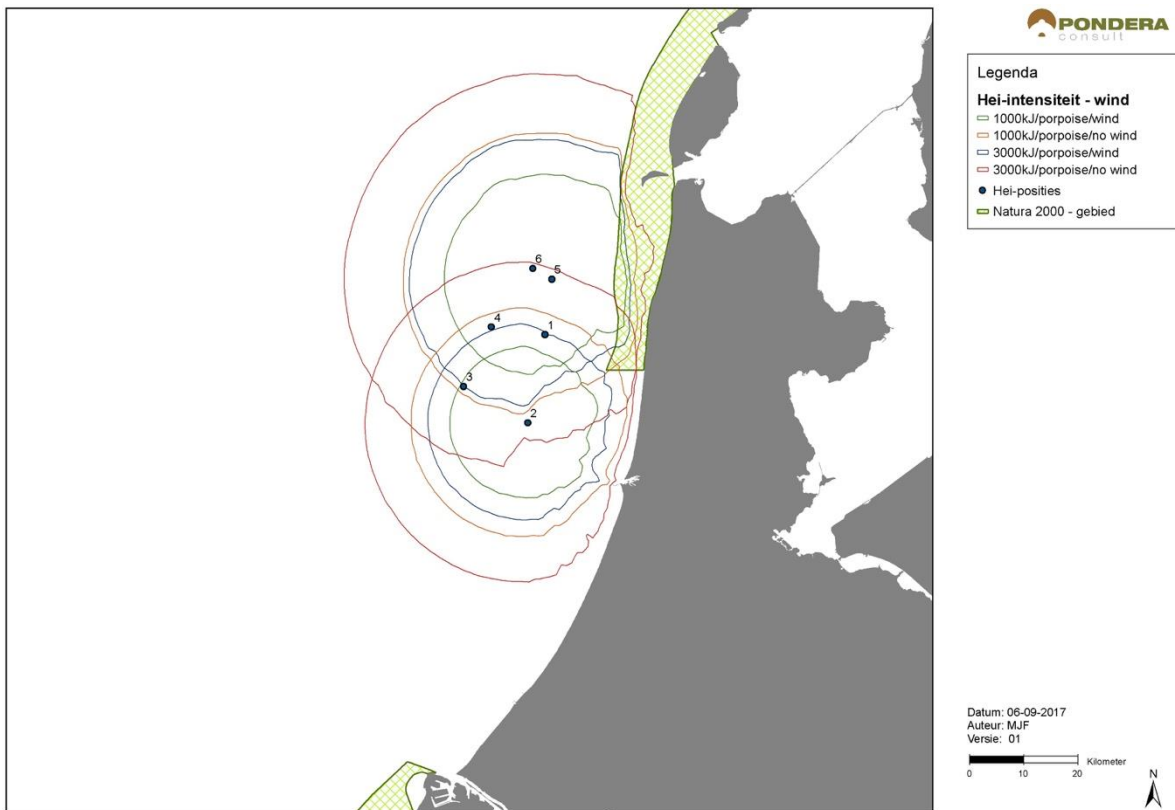 PONDERA
consult
Legenda
Hei-intensiteit - wind
1000kJ/porpoise/wind
1000kJ/porpoise/no wind
3000kJ/porpoise/wind
3000kJ/porpoise/no wind
Hei-posities
Natura 2000 - gebied
6
5
4
1
3
2
Datum: 06-09-2017
Auteur: MJF
Versie: 01
Kilometer
0 10 20
N